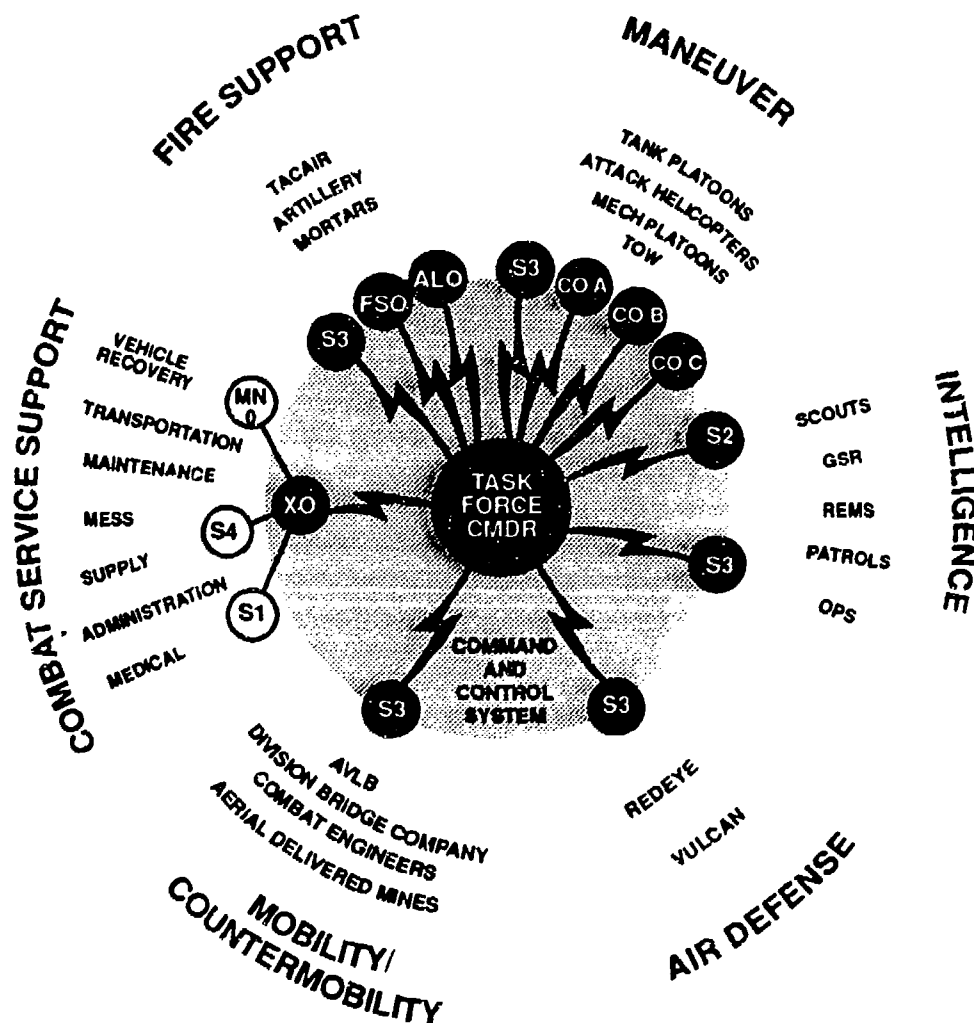 FIRE SUPPORT
TACAIR
ARTILLERY
MORTARS
MANEUVER
TANK PLATOONS
ATTACK HELICOPTERS
MECH PLATOONS
TOW
S3
FSO
ALO
S3
CO A
CO B
CO C
COMBAT SERVICE SUPPORT
VEHICLE
RECOVERY
TRANSPORTATION
MAINTENANCE
MESS
SUPPLY
ADMINISTRATION
MEDICAL
MN
0
XO
S4
S1
TASK
FORCE
CMDR
S2
S3
INTELLIGENCE
SCOUTS
GSR
REMS
PATROLS
OPS
COMMAND
AND
CONTROL
SYSTEM
S3
S3
AVLB
DIVISION BRIDGE COMPANY
COMBAT ENGINEERS
AERIAL DELIVERED MINES
MOBILITY/
COUNTERMOBILITY
REDEYE
VULCAN
AIR DEFENSE